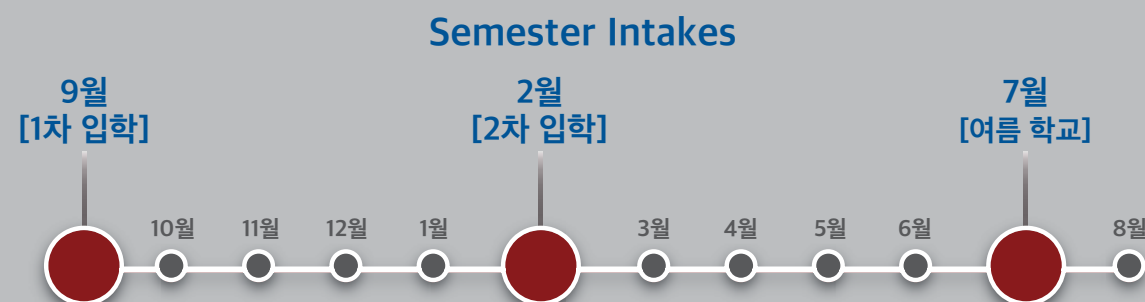 Semester Intakes
9월
[1차 입학]
2월
[2차 입학]
7월
[여름 학교]
10월
11월
12월
1월
3월
4월
5월
6월
8월